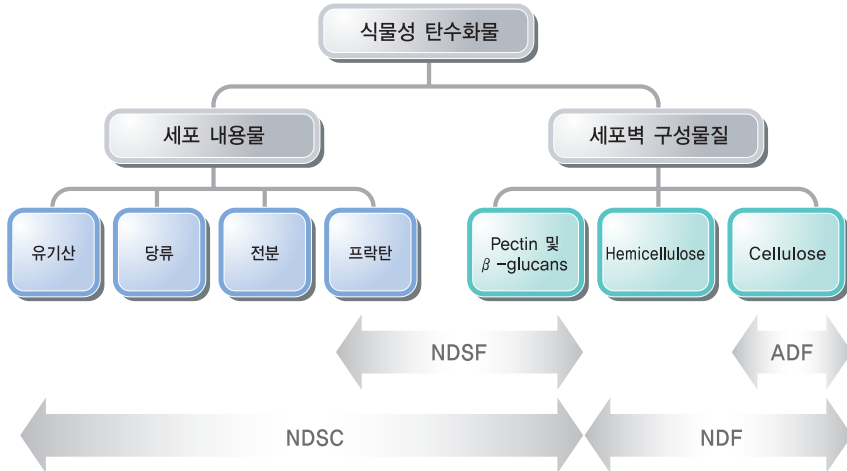 식물성 탄수화물
세포 내용물
세포벽 구성물질
유기산
당류
전분
프락탄
Pectin 및
β -glucans
Hemicellulose
Cellulose
NDSF
ADF
NDSC
NDF